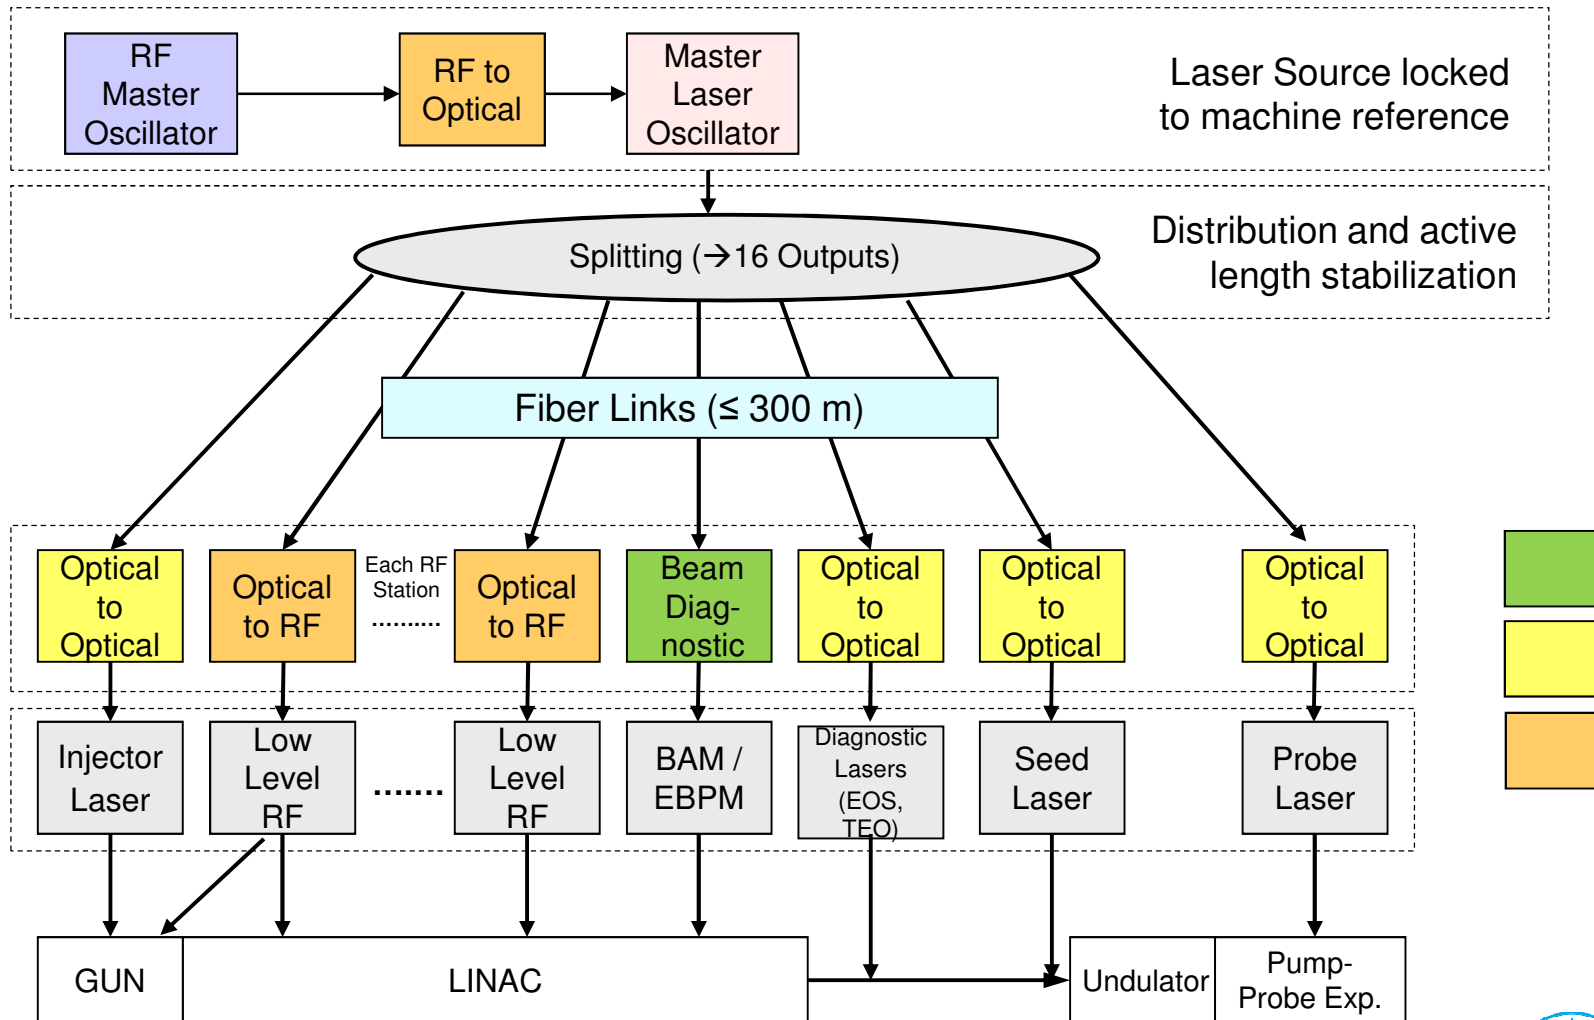 RF
Master
Oscillator
RF to
Optical
Master
Laser
Oscillator
Laser Source locked
to machine reference
Splitting (→16 Outputs)
Distribution and active
length stabilization
Fiber Links (≤ 300 m)
Optical
to
Optical
Optical
to RF
Each RF
Station
..........
Optical
to RF
Beam
Diag-
nostic
Optical
to
Optical
Optical
to
Optical
Optical
to
Optical
Injector
Laser
Low
Level
RF
.......
Low
Level
RF
BAM /
EBPM
Diagnostic
Lasers
(EOS,
TEO)
Seed
Laser
Probe
Laser
GUN
LINAC
Undulator
Pump-
Probe Exp.